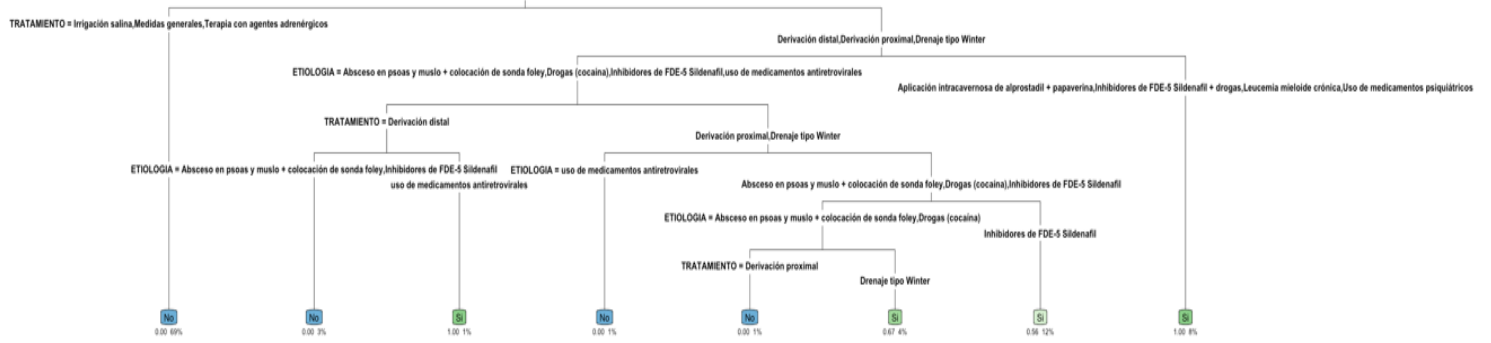 TRATAMIENTO = Irrigación salina,Medidas generales,Terapia con agentes adrenérgicos
Derivación distal,Derivación proximal,Drenaje tipo Winter
ETIOLOGIA = Absceso en psoas y muslo + colocación de sonda foley,Drogas (cocaina),Inhibidores de FDE-5 Sildenafil,uso de medicamentos antiretrovirales
Aplicación intracavernosa de alprostadil + papaverina,Inhibidores de FDE-5 Sildenafil + drogas,Leucemia mieloide crónica,Uso de medicamentos psiquiátricos
TRATAMIENTO = Derivación distal
Derivación proximal,Drenaje tipo Winter
ETIOLOGIA = Absceso en psoas y muslo + colocación de sonda foley,Inhibidores de FDE-5 Sildenafil
uso de medicamentos antiretrovirales
ETIOLOGIA = uso de medicamentos antiretrovirales
Absceso en psoas y muslo + colocación de sonda foley,Drogas (cocaina),Inhibidores de FDE-5 Sildenafil
ETIOLOGIA = Absceso en psoas y muslo + colocación de sonda foley,Drogas (cocaina)
Inhibidores de FDE-5 Sildenafil
TRATAMIENTO = Derivación proximal
Drenaje tipo Winter
No No Si No No Si Si Si
0.00 69% 0.00 3% 1.00 1% 0.00 1% 0.00 1% 0.67 4% 0.56 12% 1.00 8%